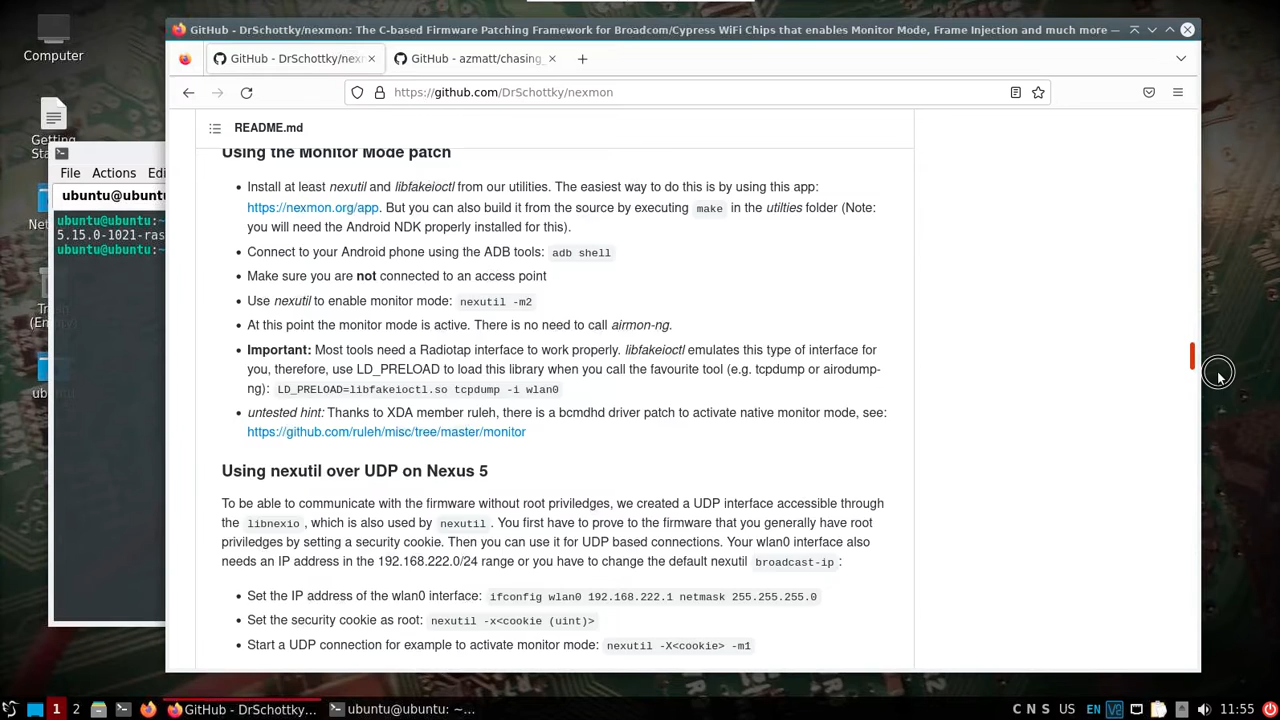 GitHub - DrSchottky/nexmon: The C-based Firmware Patching Framework for Broadcom/Cypress WiFi Chips that enables Monitor Mode, Frame Injection and much more —
GitHub - DrSchottky/nexm
GitHub - azmatt/chasing_
https://github.com/DrSchottky/nexmon
README.md
Computer
Getting
Sta
Net
Tra
(Em
ubu
File Actions Edi
ubuntu@ubuntu
ubuntu@ubuntu:~
5.15.0-1021-ras
ubuntu@ubuntu:~
Using the Monitor Mode patch
• Install at least nexutil and libfakeioctl from our utilities. The easiest way to do this is by using this app:
https://nexmon.org/app. But you can also build it from the source by executing make in the utilties folder (Note:
you will need the Android NDK properly installed for this).
• Connect to your Android phone using the ADB tools: adb shell
• Make sure you are not connected to an access point
• Use nexutil to enable monitor mode: nexutil -m2
• At this point the monitor mode is active. There is no need to call airmon-ng.
• Important: Most tools need a Radiotap interface to work properly. libfakeioctl emulates this type of interface for
you, therefore, use LD_PRELOAD to load this library when you call the favourite tool (e.g. tcpdump or airodump-
ng): LD_PRELOAD=libfakeioctl.so tcpdump -i wlan0
• untested hint: Thanks to XDA member ruleh, there is a bcmdhd driver patch to activate native monitor mode, see:
https://github.com/ruleh/misc/tree/master/monitor
Using nexutil over UDP on Nexus 5
To be able to communicate with the firmware without root priviledges, we created a UDP interface accessible through
the libnexio, which is also used by nexutil. You first have to prove to the firmware that you generally have root
priviledges by setting a security cookie. Then you can use it for UDP based connections. Your wlan0 interface also
needs an IP address in the 192.168.222.0/24 range or you have to change the default nexutil broadcast-ip:
• Set the IP address of the wlan0 interface: ifconfig wlan0 192.168.222.1 netmask 255.255.255.0
• Set the security cookie as root: nexutil -x<cookie (uint)>
• Start a UDP connection for example to activate monitor mode: nexutil -X<cookie> -m1
1 2 GitHub - DrSchottky... ubuntu@ubuntu: ~... C N S US EN 11:55